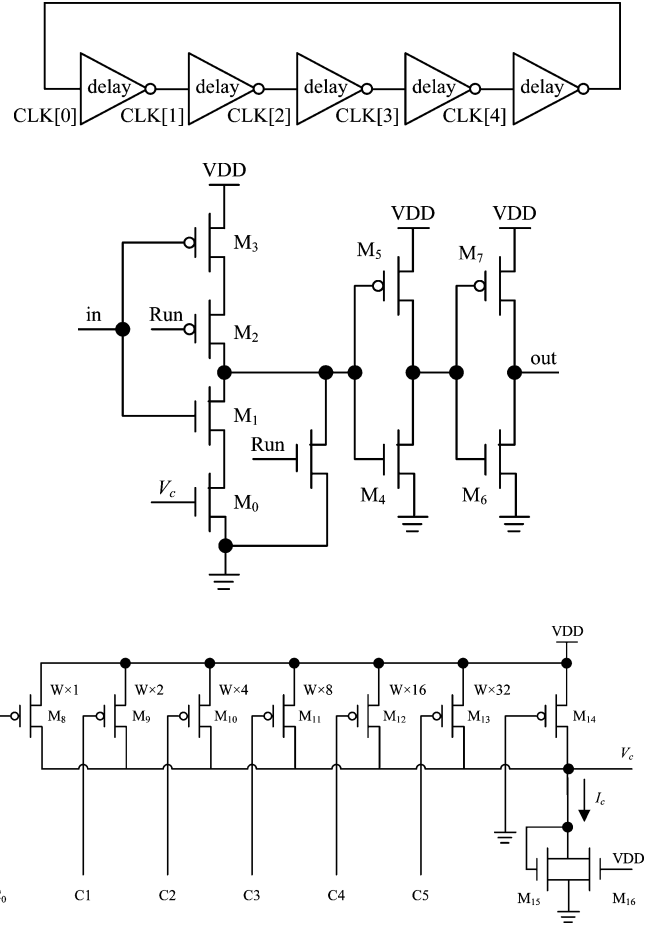 delay delay delay delay delay
CLK[0] CLK[1] CLK[2] CLK[3] CLK[4]
VDD
M3
VDD VDD
M5 M7
in Run M2
out
M1
Run
Vc M0 M4 M6
VDD
W×1 W×2 W×4 W×8 W×16 W×32
M8 M9 M10 M11 M12 M13 M14
Vc
Ic
VDD
0 C1 C2 C3 C4 C5 M15 M16